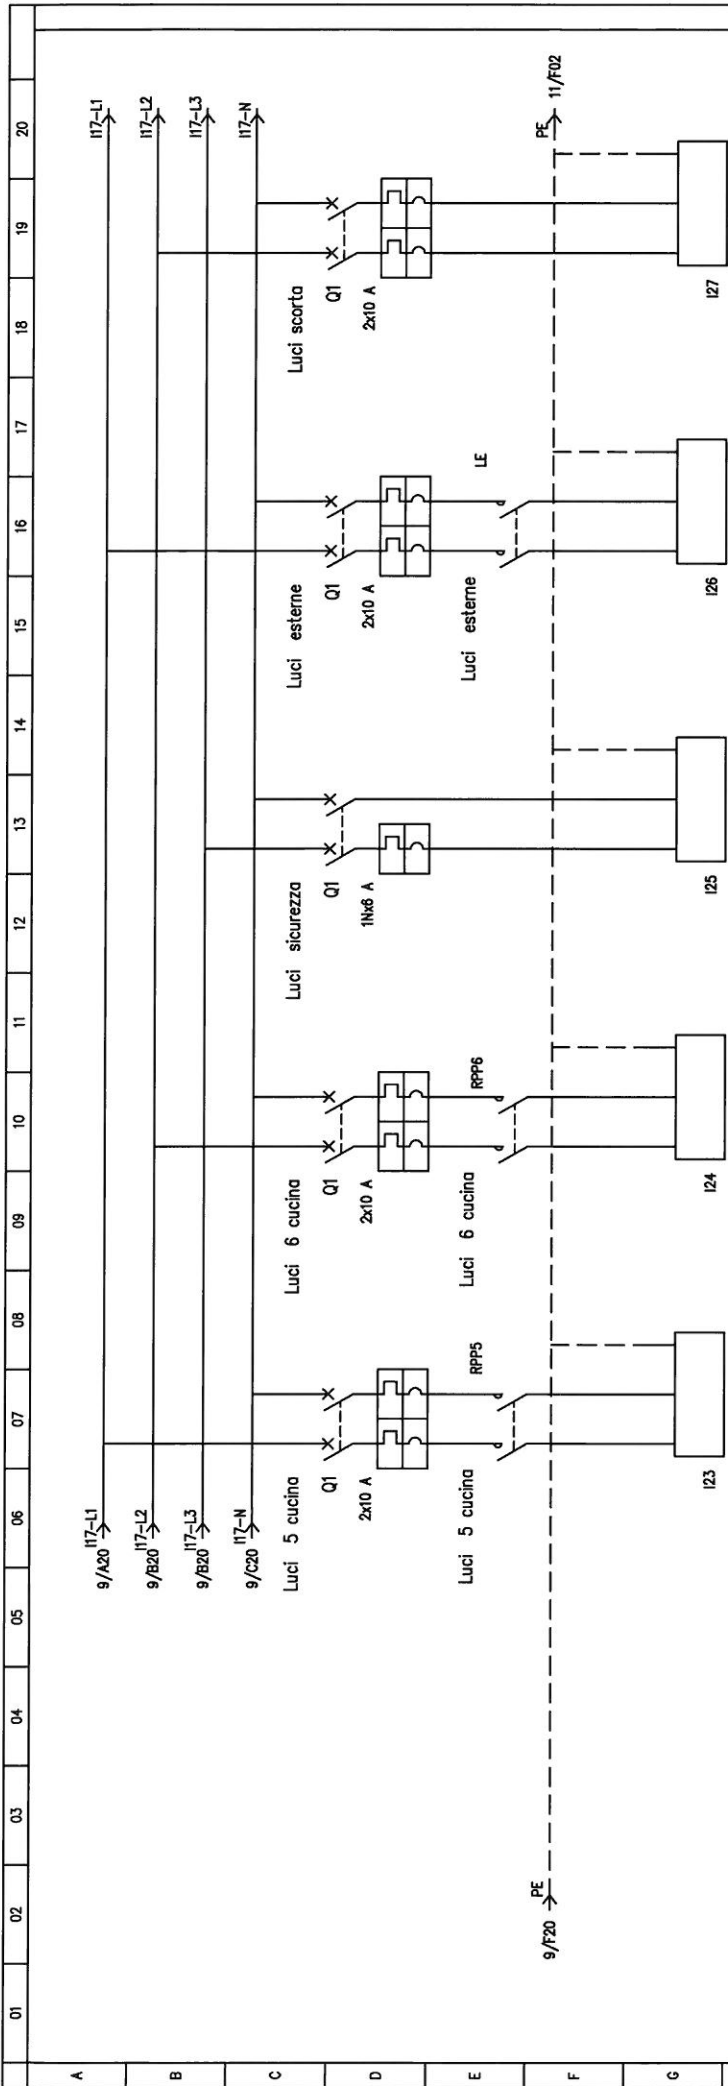 01 02 03 04 05 06 07 08 09 10 11 12 13 14 15 16 17 18 19 20
A
B
C
D
E
F
G
9/A20 I17-L1 I17-L1
9/B20 I17-L2 I17-L2
9/B20 I17-L3 I17-L3
9/C20 I17-N I17-N
Luci 5 cucina Luci 6 cucina Luci sicurezza Luci esterne Luci scorta
Q1 Q1 Q1 Q1 Q1
2x10 A 2x10 A 1Nx6 A 2x10 A 2x10 A
Luci 5 cucina Luci 6 cucina Luci esterne
RPP5 RPP6 LE
9/F20 PE PE 11/F02
I23 I24 I25 I26 I27